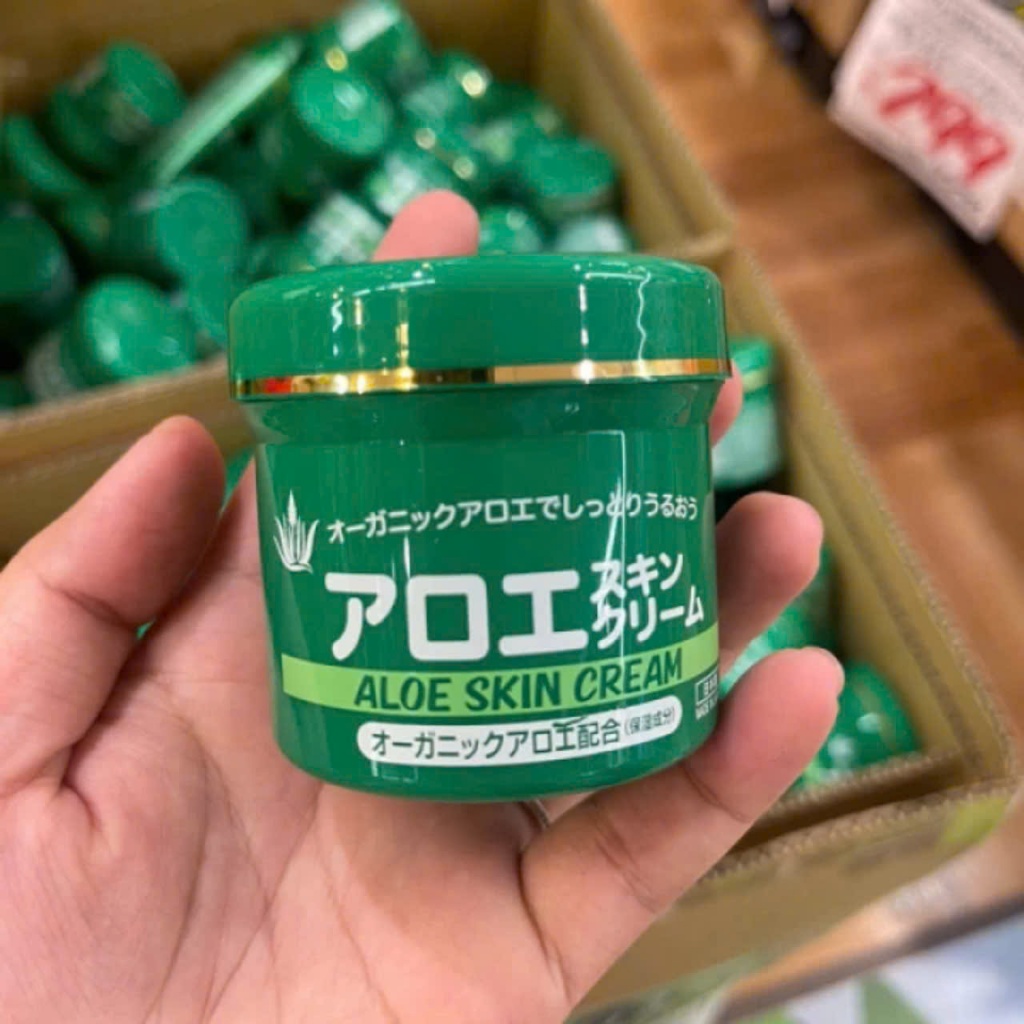 799
オーガニックアロエでしっとりうるおう
アロエスキン
クリーム
ALOE SKIN CREAM
オーガニックアロエ配合(保湿成分)